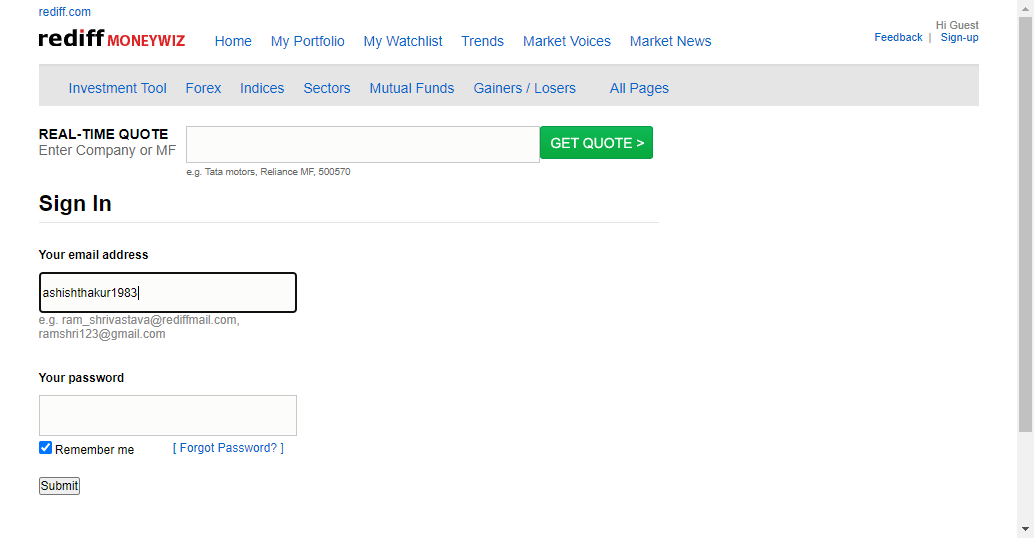 rediff.com
Hi Guest
rediff MONEYWIZ Home My Portfolio My Watchlist Trends Market Voices Market News
Feedback | Sign-up
Investment Tool Forex Indices Sectors Mutual Funds Gainers / Losers All Pages
REAL-TIME QUOTE
Enter Company or MF
GET QUOTE >
e.g. Tata motors, Reliance MF, 500570
Sign In
Your email address
ashishthakur1983
e.g. ram_shrivastava@rediffmail.com,
ramshri123@gmail.com
Your password
Remember me [ Forgot Password? ]
Submit